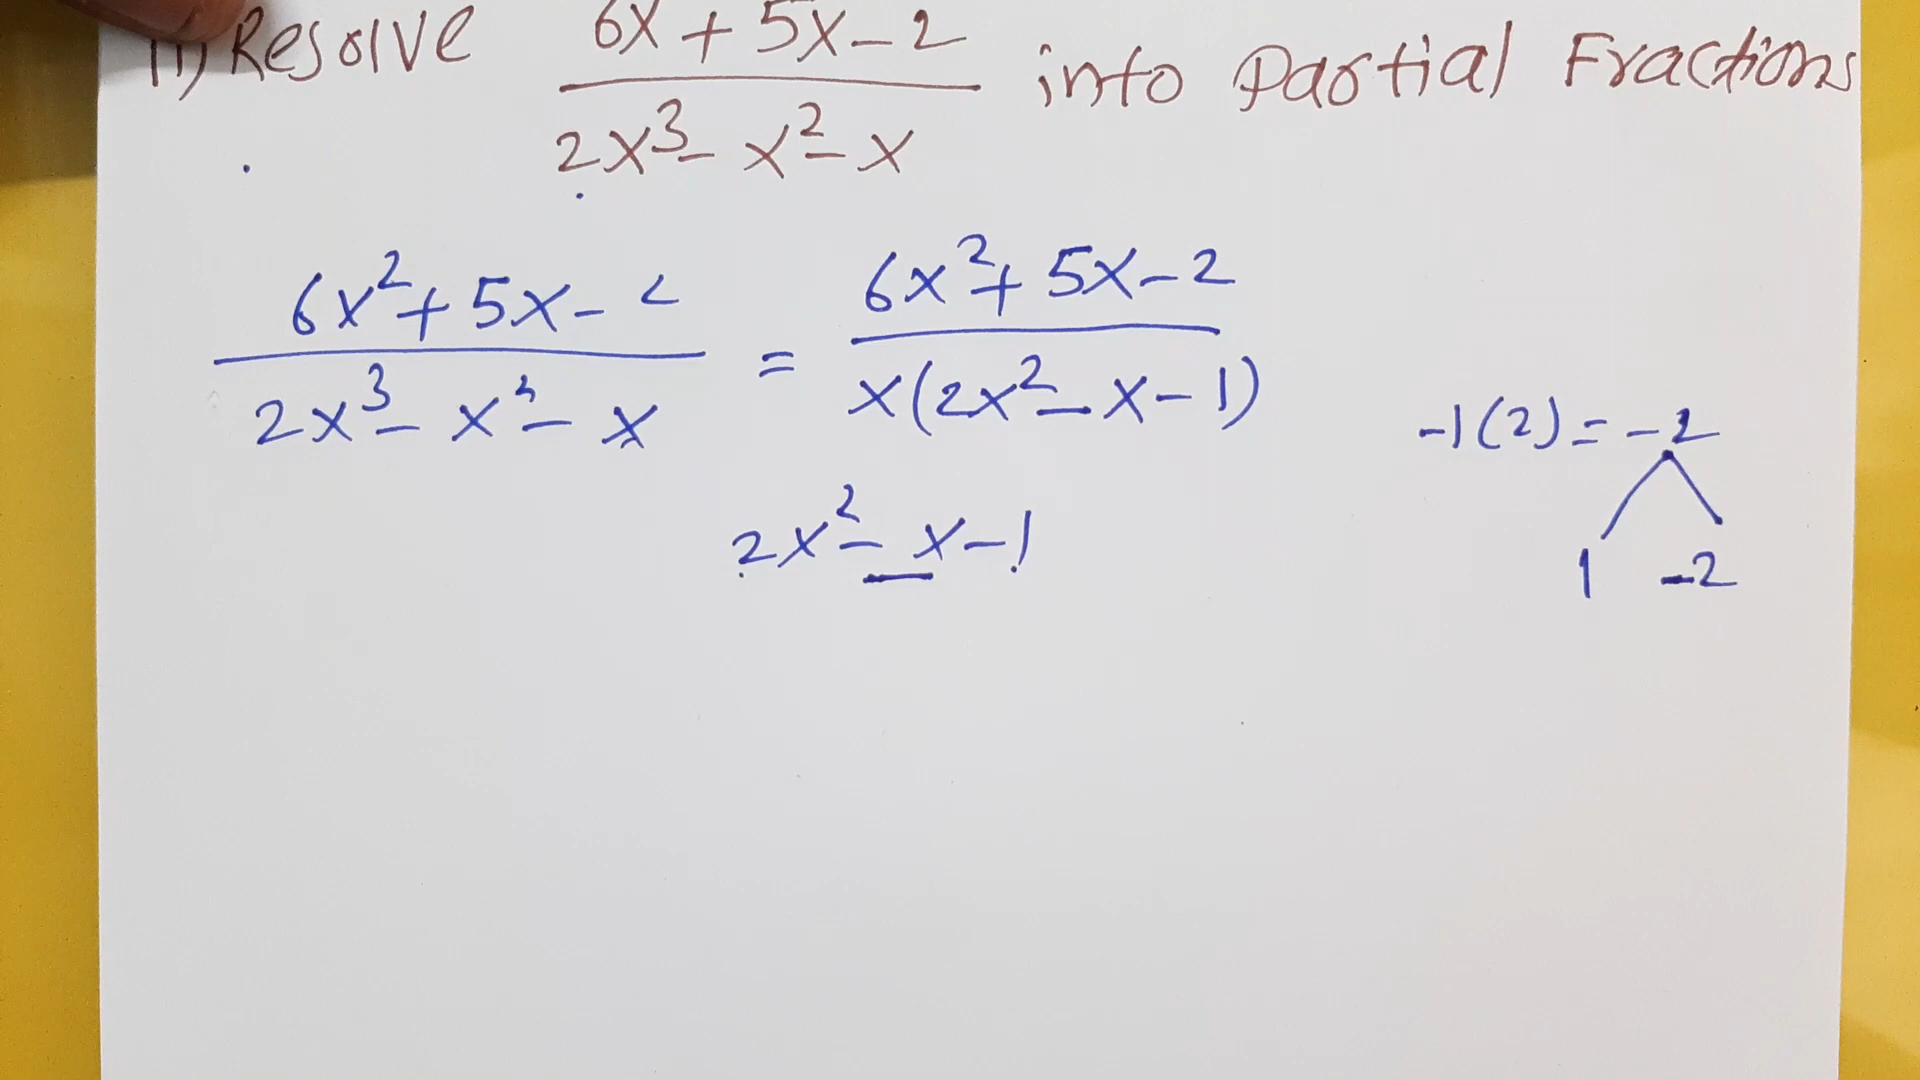 11) Resolve 6x + 5x - 2 / 2x³ - x² - x into Partial Fractions
6x² + 5x - 2 / 2x³ - x² - x = 6x² + 5x - 2 / x(2x² - x - 1)
-1(2) = -2
1 -2
2x² - x - 1